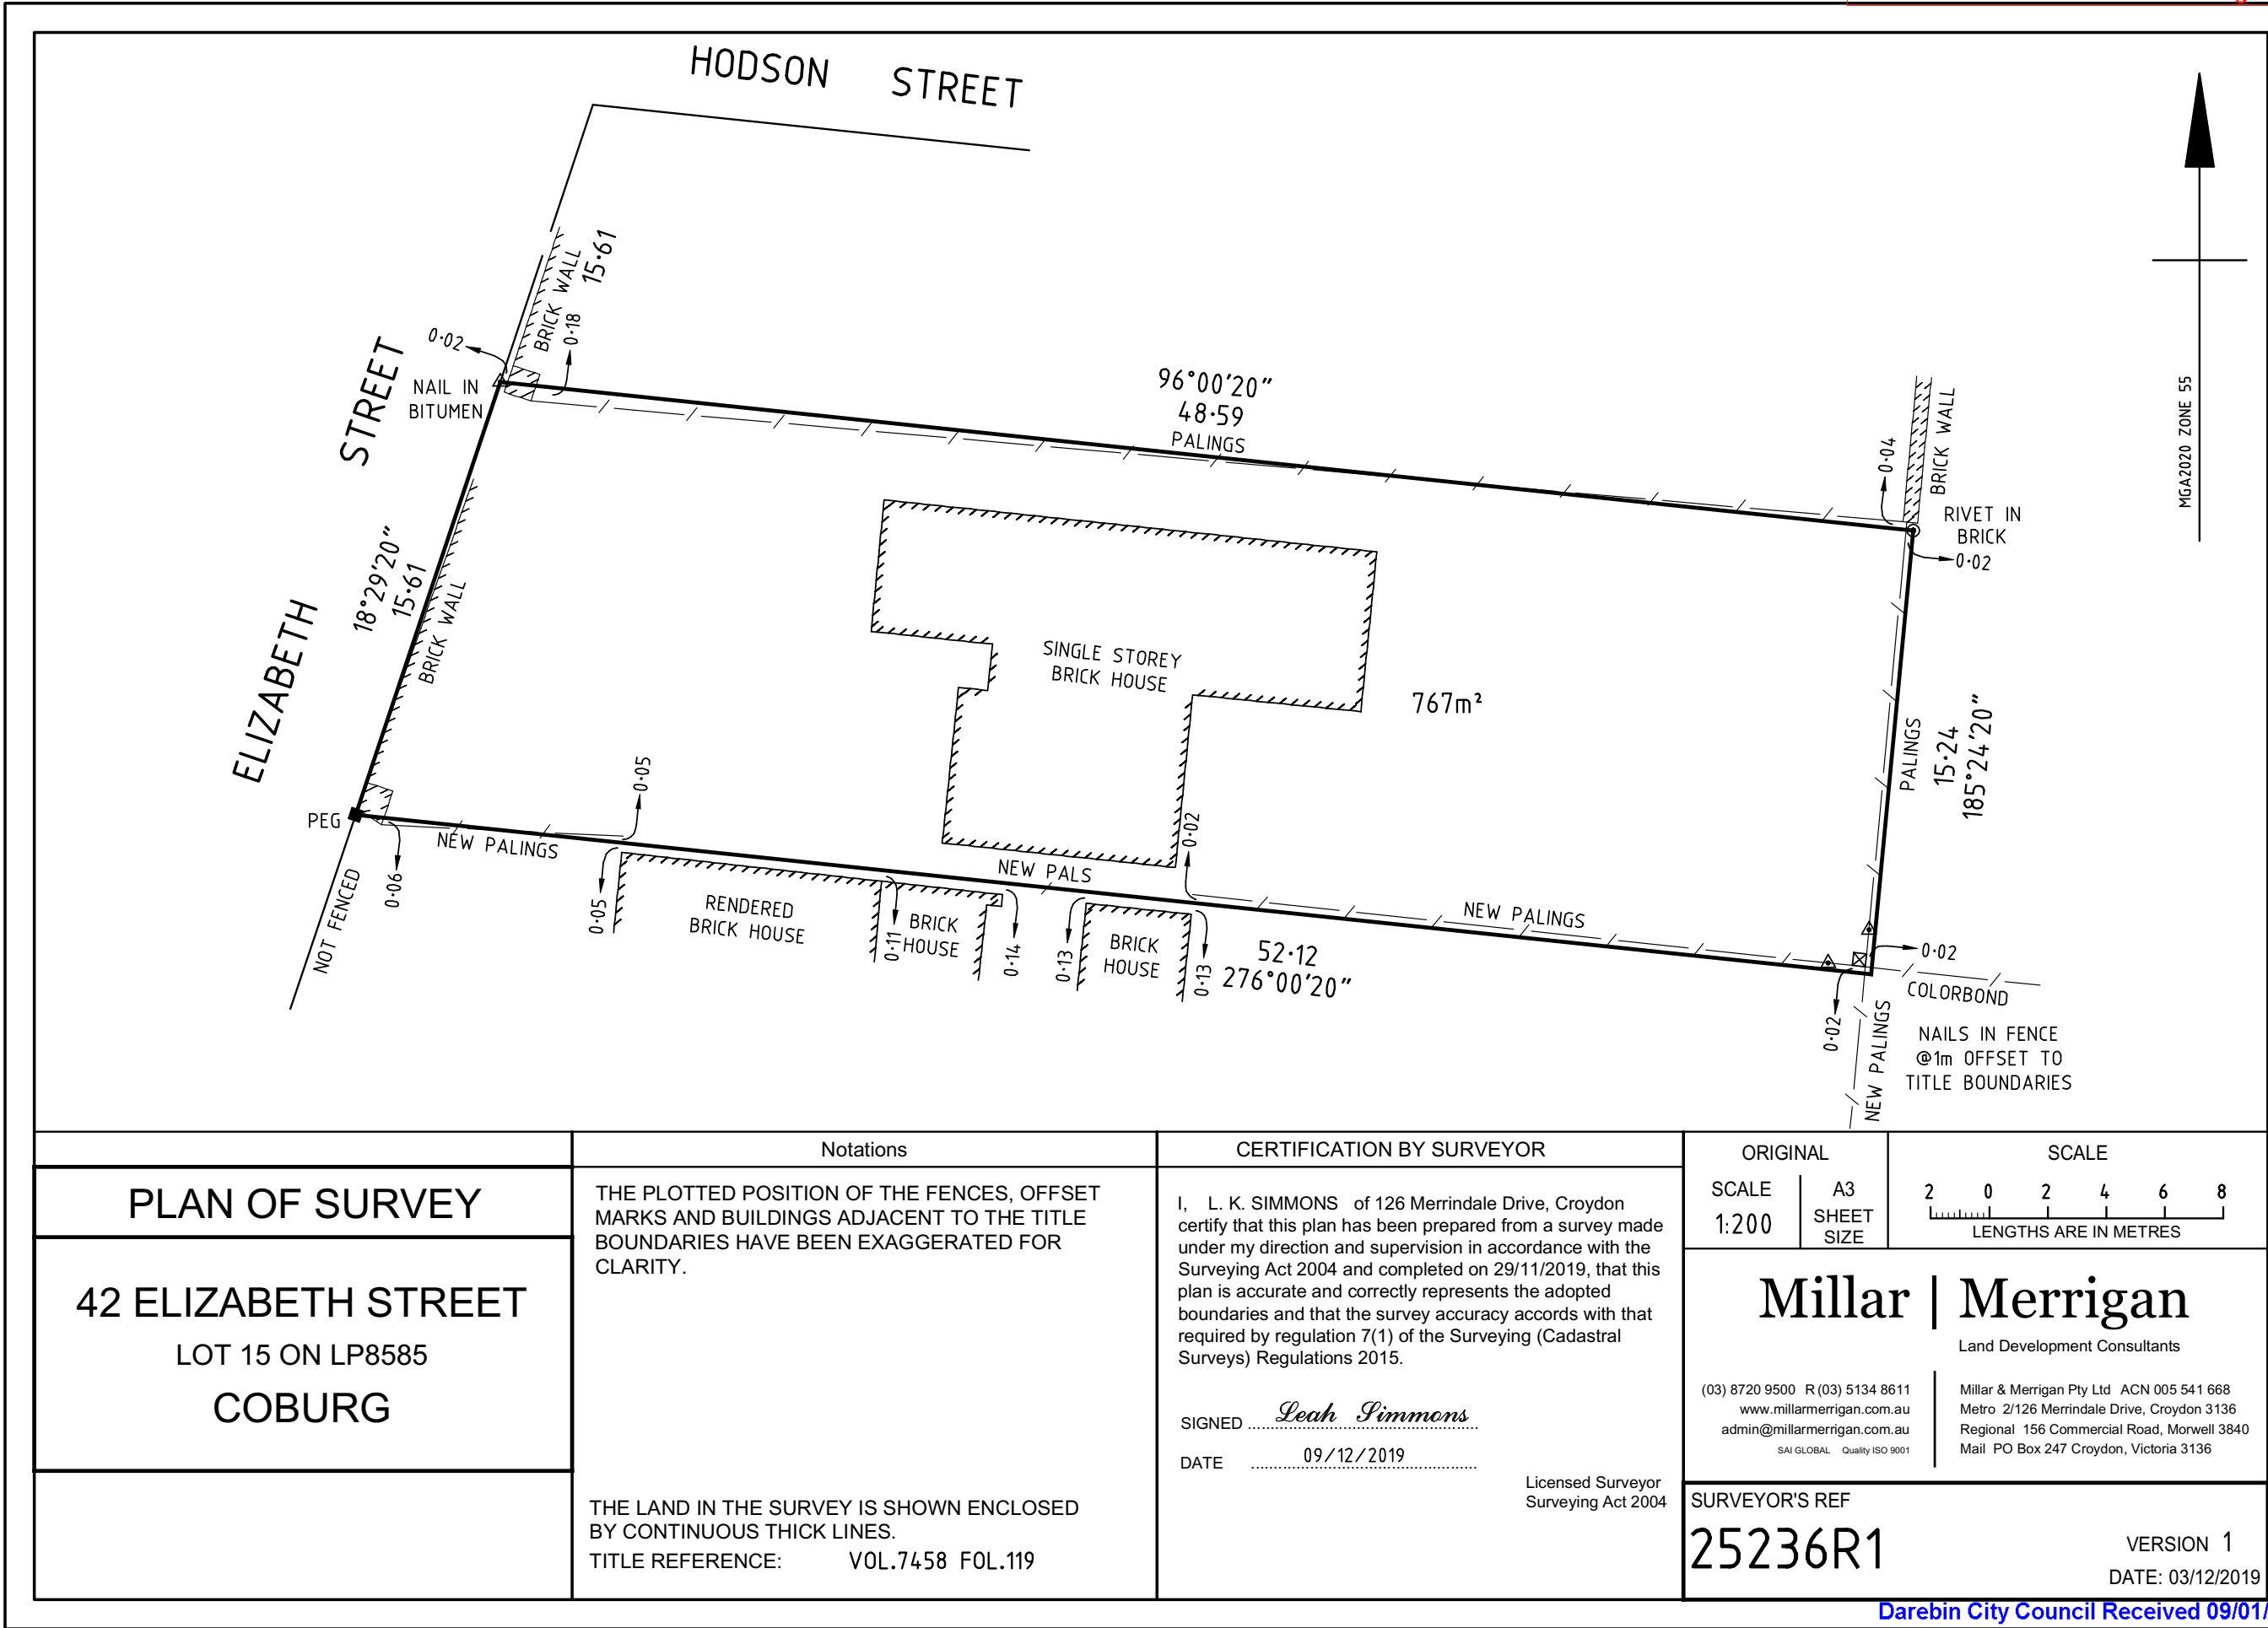 HODSON STREET
15·61
BRICK WALL
0·18
0·02
NAIL IN
BITUMEN
ELIZABETH STREET
96°00'20"
48·59
PALINGS
0·04
BRICK WALL
RIVET IN
BRICK
0·02
MGA2020 ZONE 55
18°29'20"
15·61
BRICK WALL
SINGLE STOREY
BRICK HOUSE
767m²
PALINGS
15·24
185°24'20"
PEG
NEW PALINGS
0·05
0·06
NOT FENCED
0·05
RENDERED
BRICK HOUSE
0·11
BRICK
HOUSE
0·14
NEW PALS
0·02
0·13
BRICK
HOUSE
0·13
52·12
276°00'20"
NEW PALINGS
0·02
0·02
COLORBOND
NEW PALINGS
NAILS IN FENCE
@1m OFFSET TO
TITLE BOUNDARIES
PLAN OF SURVEY
42 ELIZABETH STREET
LOT 15 ON LP8585
COBURG
Notations
THE PLOTTED POSITION OF THE FENCES, OFFSET
MARKS AND BUILDINGS ADJACENT TO THE TITLE
BOUNDARIES HAVE BEEN EXAGGERATED FOR
CLARITY.
THE LAND IN THE SURVEY IS SHOWN ENCLOSED
BY CONTINUOUS THICK LINES.
TITLE REFERENCE: VOL.7458 FOL.119
CERTIFICATION BY SURVEYOR
I, L. K. SIMMONS of 126 Merrindale Drive, Croydon
certify that this plan has been prepared from a survey made
under my direction and supervision in accordance with the
Surveying Act 2004 and completed on 29/11/2019, that this
plan is accurate and correctly represents the adopted
boundaries and that the survey accuracy accords with that
required by regulation 7(1) of the Surveying (Cadastral
Surveys) Regulations 2015.
SIGNED Leah Simmons
DATE 09/12/2019
Licensed Surveyor
Surveying Act 2004
ORIGINAL
SCALE
1:200
A3
SHEET
SIZE
SCALE
2 0 2 4 6 8
LENGTHS ARE IN METRES
Millar | Merrigan
Land Development Consultants
(03) 8720 9500 R (03) 5134 8611
www.millarmerrigan.com.au
admin@millarmerrigan.com.au
SAI GLOBAL Quality ISO 9001
Millar & Merrigan Pty Ltd ACN 005 541 668
Metro 2/126 Merrindale Drive, Croydon 3136
Regional 156 Commercial Road, Morwell 3840
Mail PO Box 247 Croydon, Victoria 3136
SURVEYOR'S REF
25236R1
VERSION 1
DATE: 03/12/2019
Darebin City Council Received 09/01/